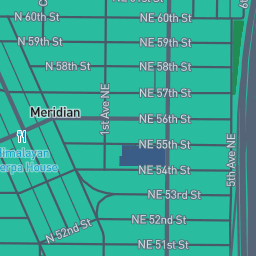 NE 60th St
N 60th St
N 59th St
NE 59th St
N 58th St
NE 58th St
NE 57th St
1st Ave NE
Meridian
NE 56th St
NE 55th St
5th Ave NE
NE 54th St
NE 53rd St
N 52nd St
NE 52nd St
NE 51st St